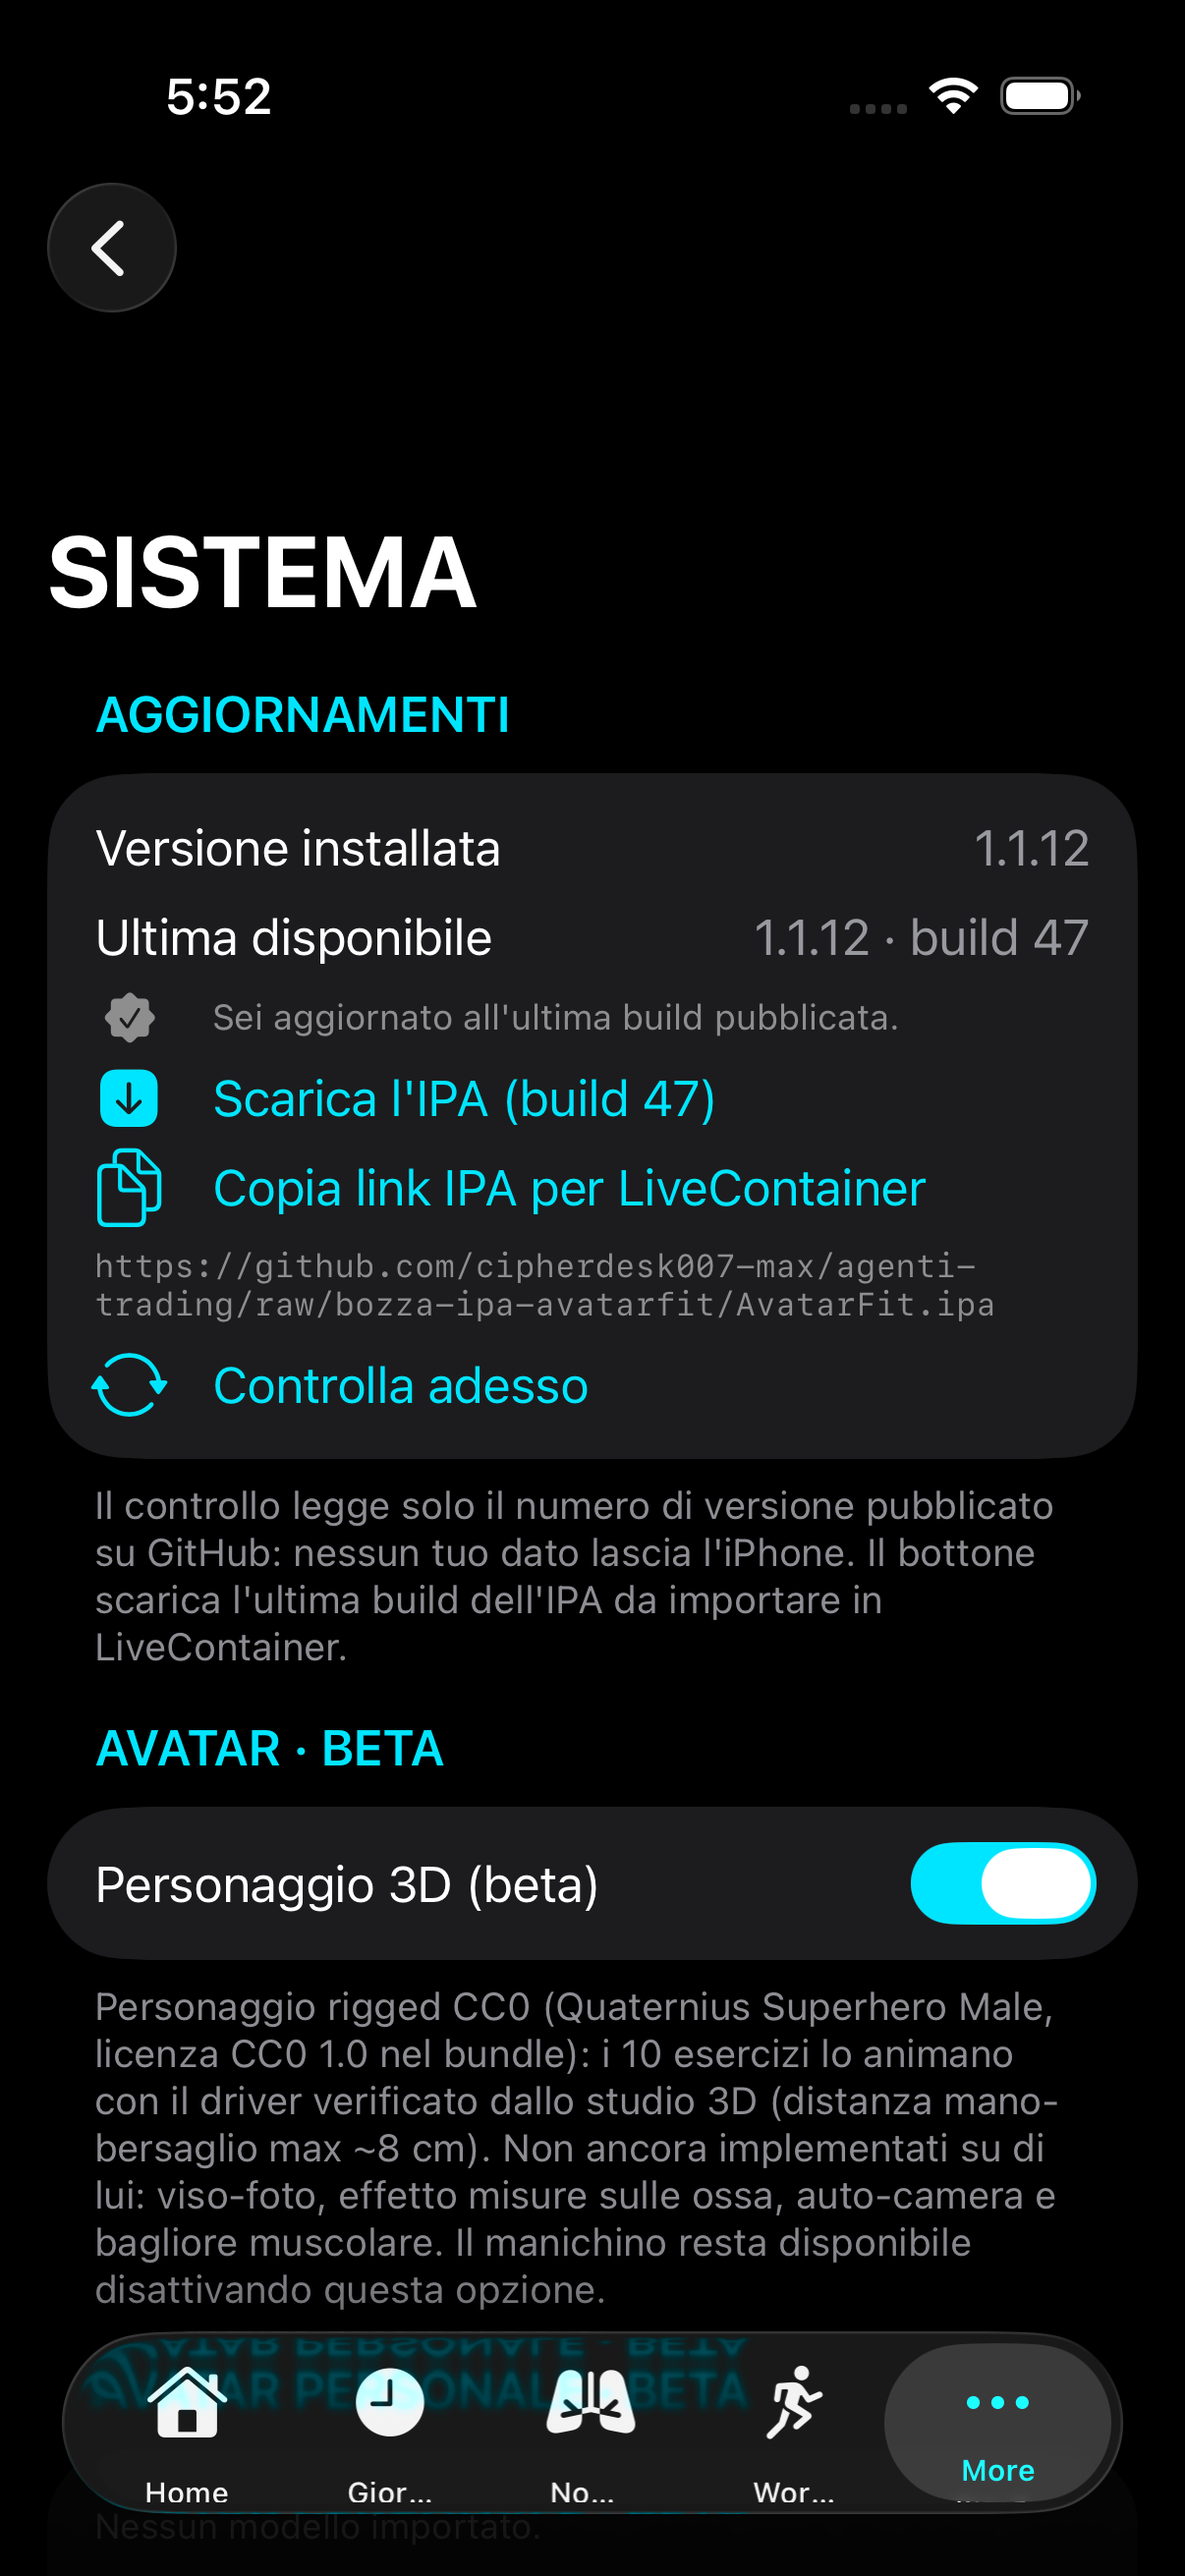 5:52
SISTEMA
AGGIORNAMENTI
Versione installata 1.1.12
Ultima disponibile 1.1.12 · build 47
Sei aggiornato all'ultima build pubblicata.
Scarica l'IPA (build 47)
Copia link IPA per LiveContainer
https://github.com/cipherdesk007-max/agenti-
trading/raw/bozza-ipa-avatarfit/AvatarFit.ipa
Controlla adesso
Il controllo legge solo il numero di versione pubblicato
su GitHub: nessun tuo dato lascia l'iPhone. Il bottone
scarica l'ultima build dell'IPA da importare in
LiveContainer.
AVATAR · BETA
Personaggio 3D (beta)
Personaggio rigged CC0 (Quaternius Superhero Male,
licenza CC0 1.0 nel bundle): i 10 esercizi lo animano
con il driver verificato dallo studio 3D (distanza mano-
bersaglio max ~8 cm). Non ancora implementati su di
lui: viso-foto, effetto misure sulle ossa, auto-camera e
bagliore muscolare. Il manichino resta disponibile
disattivando questa opzione.
AVATAR PERSONALE · BETA
Home Gior... No... Wor... More
Nessun modello importato.